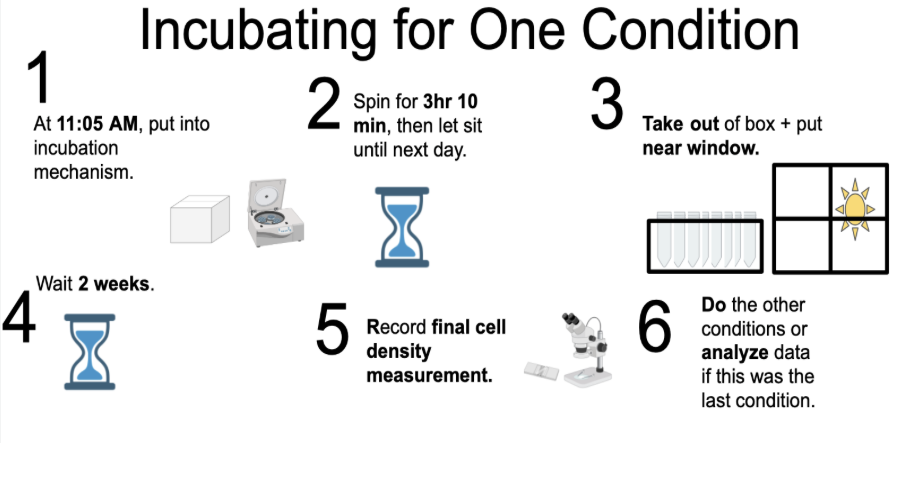 Incubating for One Condition
1
At 11:05 AM, put into
incubation
mechanism.
2
Spin for 3hr 10
min, then let sit
until next day.
3
Take out of box + put
near window.
4
Wait 2 weeks.
5
Record final cell
density
measurement.
6
Do the other
conditions or
analyze data
if this was the
last condition.